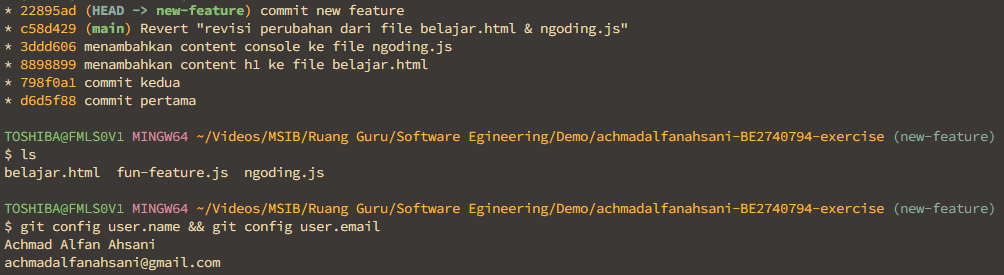 * 22895ad (HEAD -> new-feature) commit new feature
* c58d429 (main) Revert "revisi perubahan dari file belajar.html & ngoding.js"
* 3ddd606 menambahkan content console ke file ngoding.js
* 8898899 menambahkan content h1 ke file belajar.html
* 798f0a1 commit kedua
* d6d5f88 commit pertama
TOSHIBA@FMLS0V1 MINGW64 ~/Videos/MSIB/Ruang Guru/Software Egineering/Demo/achmadalfanahsani-BE2740794-exercise (new-feature)
$ ls
belajar.html  fun-feature.js  ngoding.js
TOSHIBA@FMLS0V1 MINGW64 ~/Videos/MSIB/Ruang Guru/Software Egineering/Demo/achmadalfanahsani-BE2740794-exercise (new-feature)
$ git config user.name && git config user.email
Achmad Alfan Ahsani
achmadalfanahsani@gmail.com